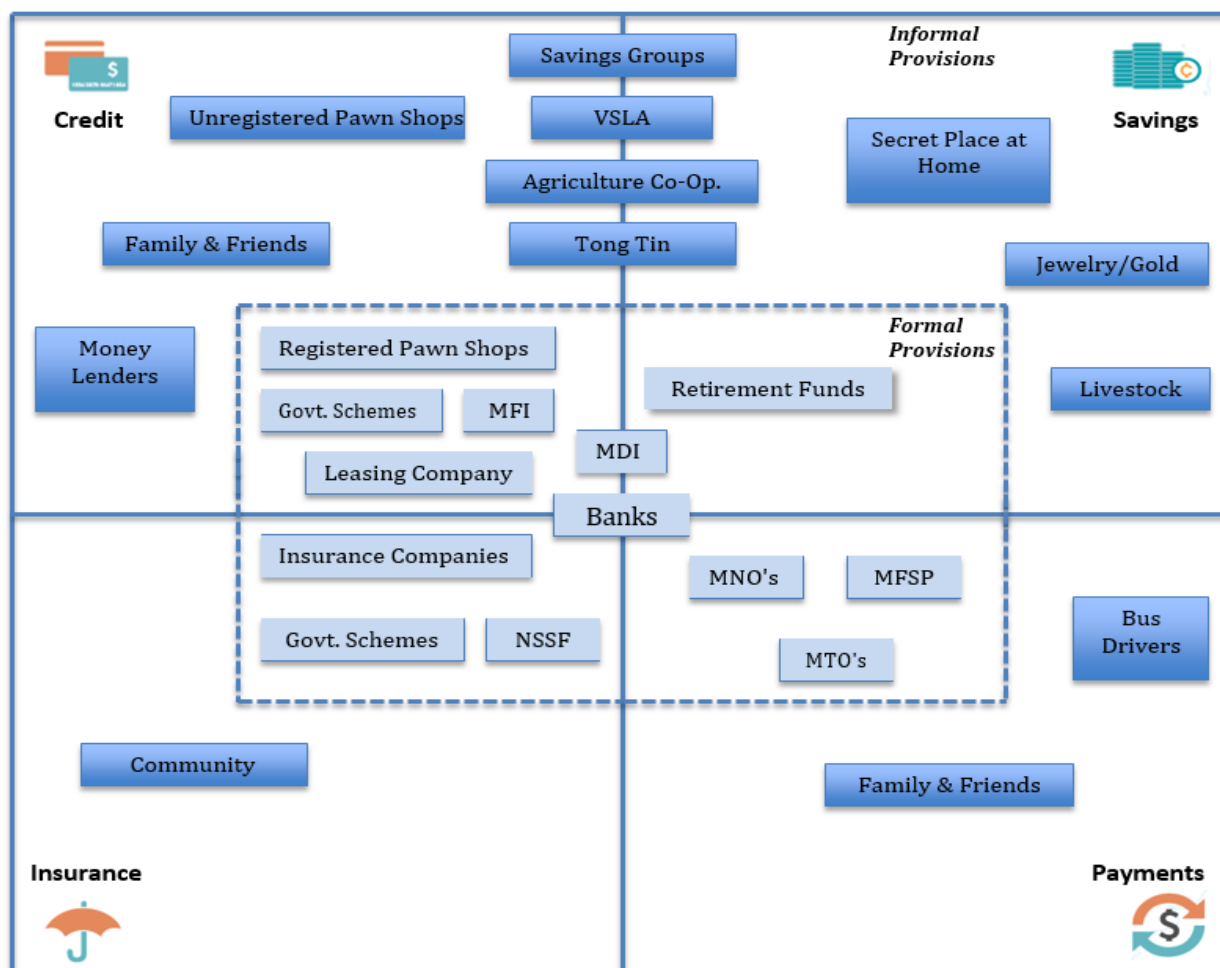 Informal
Provisions
Savings Groups
$
Credit
Unregistered Pawn Shops
VSLA
Savings
Secret Place at
Home
Agriculture Co-Op.
Family & Friends
Tong Tin
Jewelry/Gold
Formal
Provisions
Money
Lenders
Registered Pawn Shops
Retirement Funds
Livestock
Govt. Schemes
MFI
MDI
Leasing Company
Banks
Insurance Companies
MNO's
MFSP
Bus
Drivers
Govt. Schemes
NSSF
MTO's
Community
Family & Friends
Insurance
Payments
$